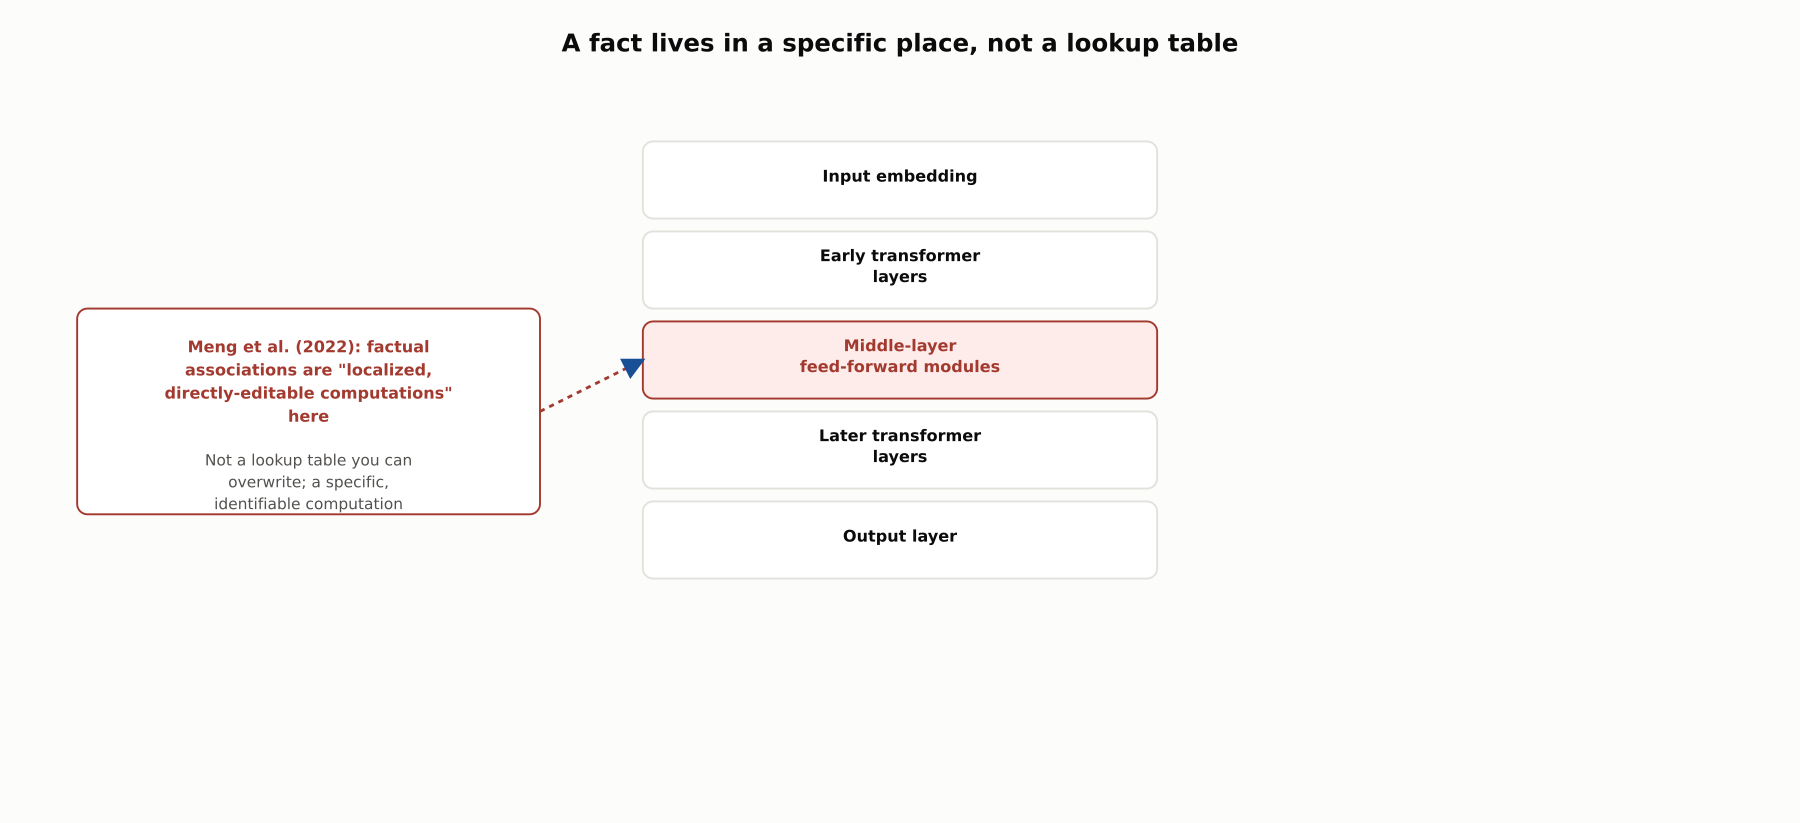 A fact lives in a specific place, not a lookup table
Input embedding
Early transformer
layers
Middle-layer
feed-forward modules
Later transformer
layers
Output layer
Meng et al. (2022): factual
associations are "localized,
directly-editable computations"
here
Not a lookup table you can
overwrite; a specific,
identifiable computation